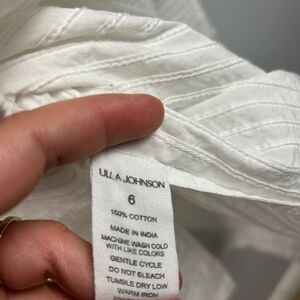 ULLA JOHNSON
6
100% COTTON
MADE IN INDIA
MACHINE WASH COLD
WITH LIKE COLORS
GENTLE CYCLE
DO NOT BLEACH
TUMBLE DRY LOW
WARM IRON